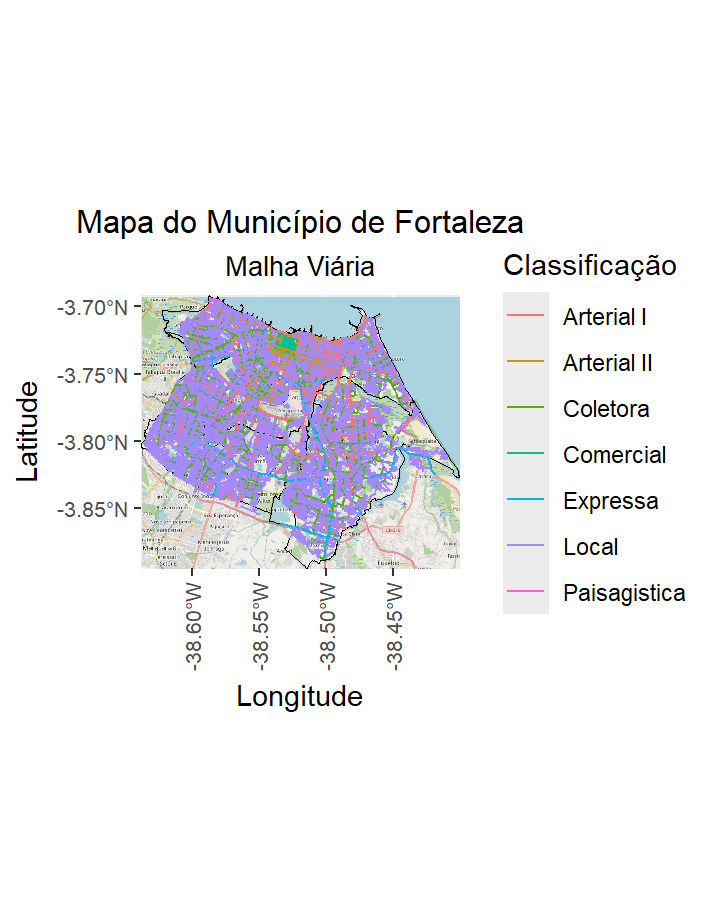 Mapa do Município de Fortaleza
Malha Viária
Classificação
Arterial I
Arterial II
Coletora
Comercial
Expressa
Local
Paisagistica
Latitude
-3.70°N
-3.75°N
-3.80°N
-3.85°N
-38.60°W
-38.55°W
-38.50°W
-38.45°W
Longitude
Eusébio